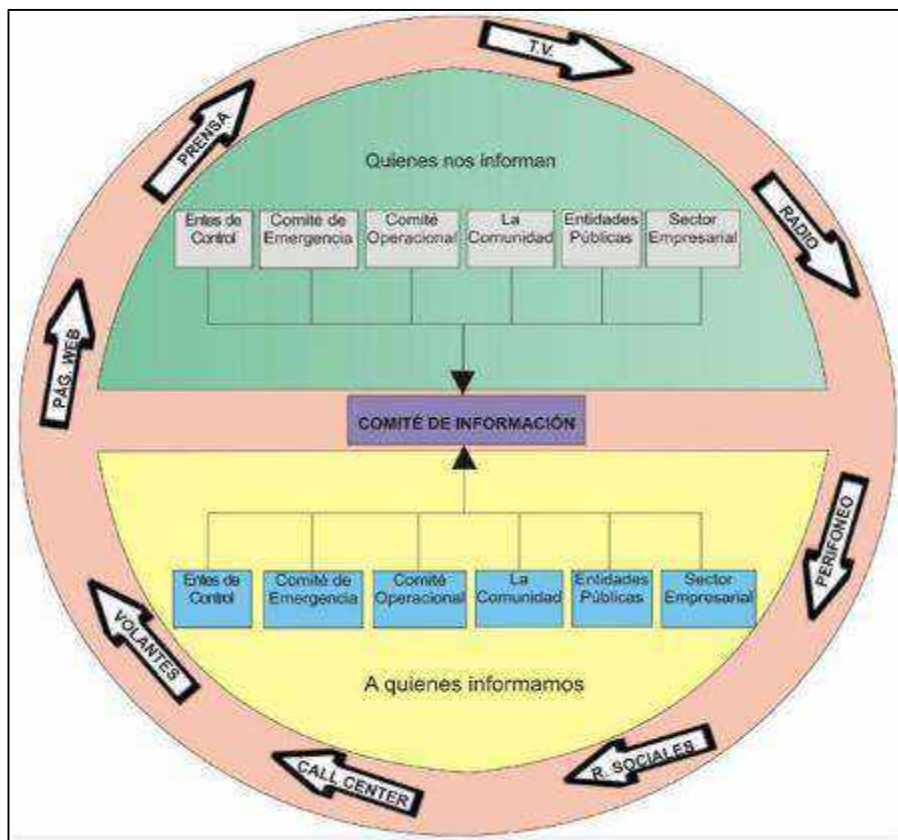 T.V.
PRENSA
RADIO
PÁG. WEB
Quienes nos informan
Entes de
Control
Comité de
Emergencia
Comité
Operacional
La
Comunidad
Entidades
Públicas
Sector
Empresarial
COMITÉ DE INFORMACIÓN
PERIFONEO
Entes de
Control
Comité de
Emergencia
Comité
Operacional
La
Comunidad
Entidades
Públicas
Sector
Empresarial
A quienes informamos
VOLANTES
CALL CENTER
R. SOCIALES